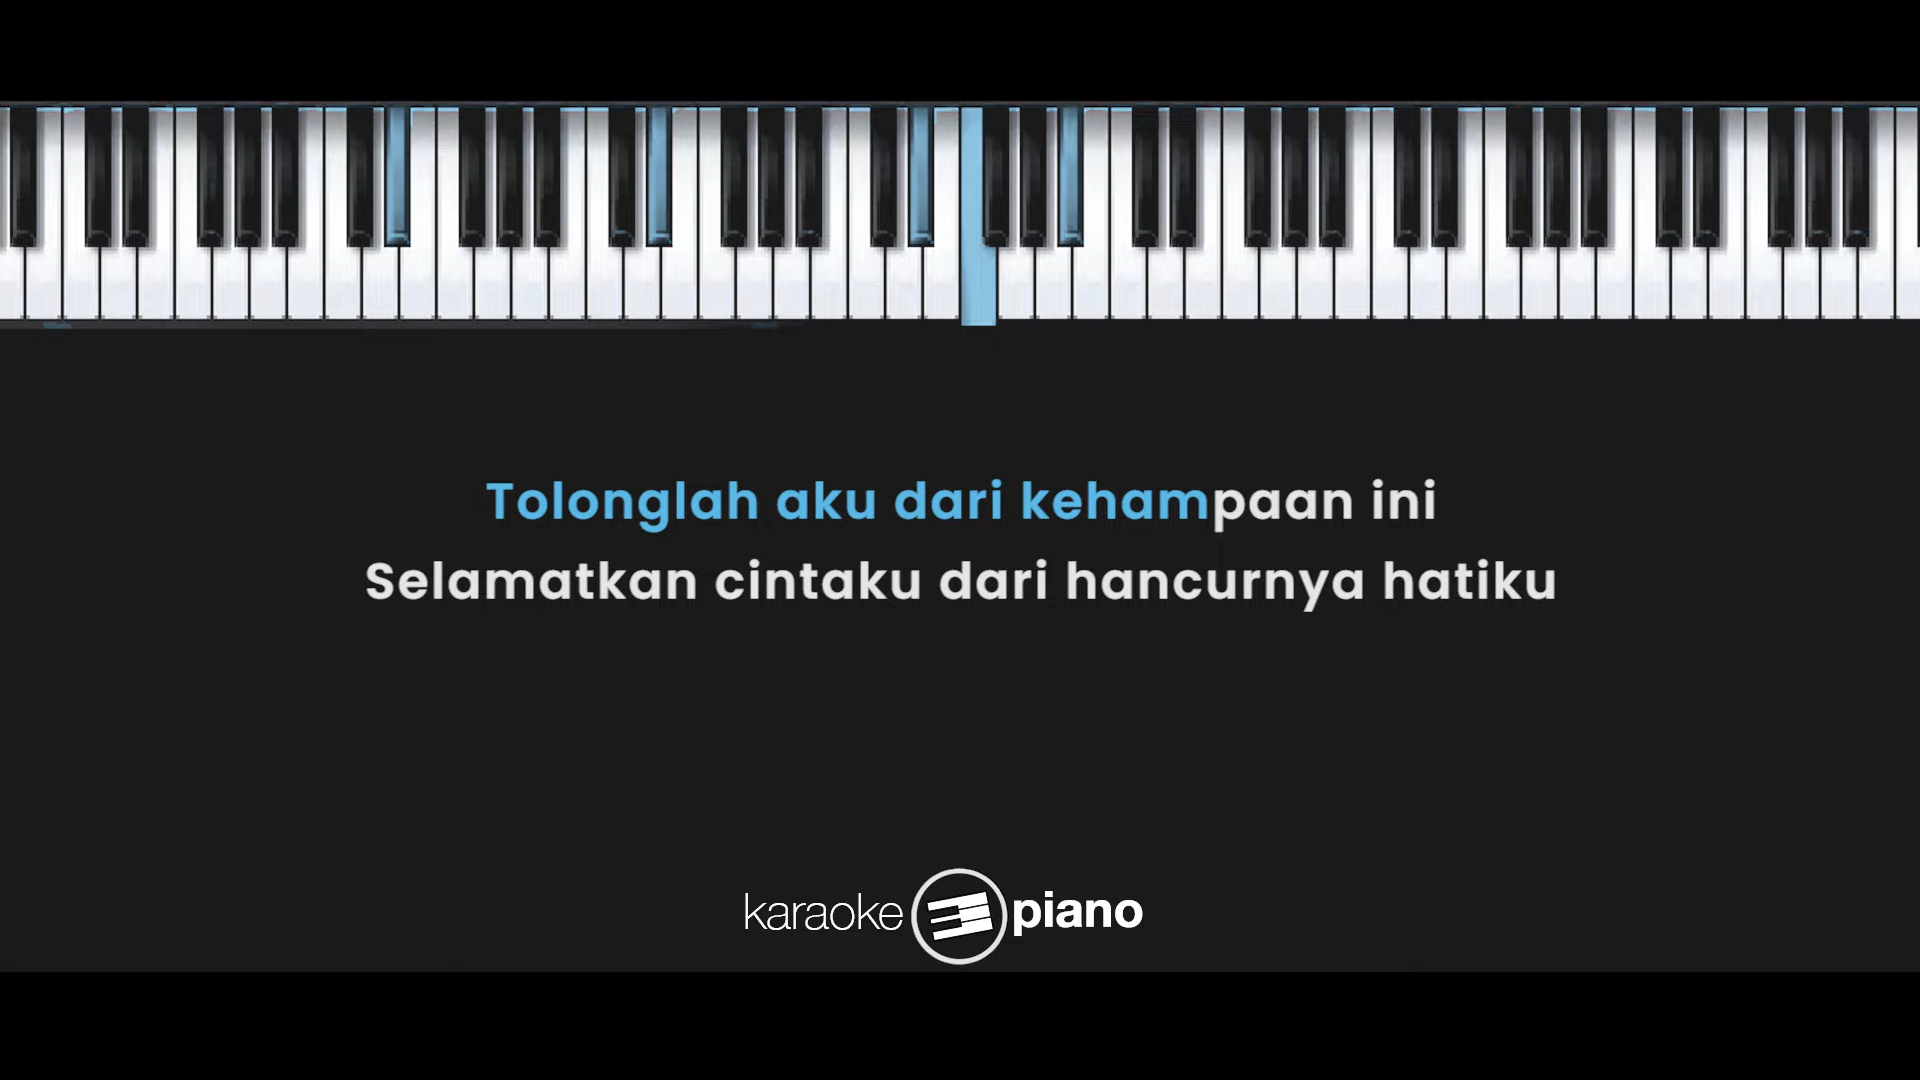 Tolonglah aku dari kehampaan ini
Selamatkan cintaku dari hancurnya hatiku
karaoke piano